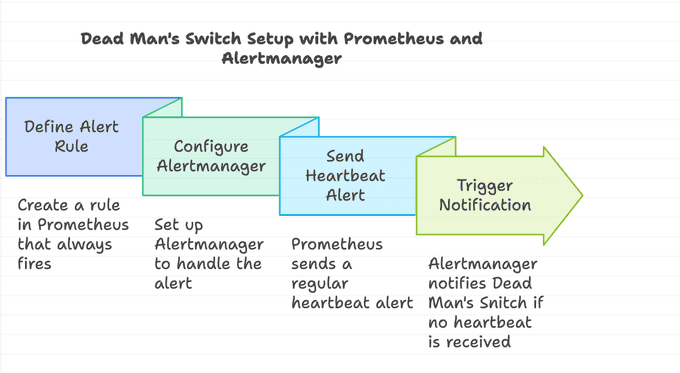 Dead Man's Switch Setup with Prometheus and
Alertmanager
Define Alert
Rule
Create a rule
in Prometheus
that always
fires
Configure
Alertmanager
Set up
Alertmanager
to handle the
alert
Send
Heartbeat
Alert
Prometheus
sends a
regular
heartbeat alert
Trigger
Notification
Alertmanager
notifies Dead
Man's Snitch if
no heartbeat
is received